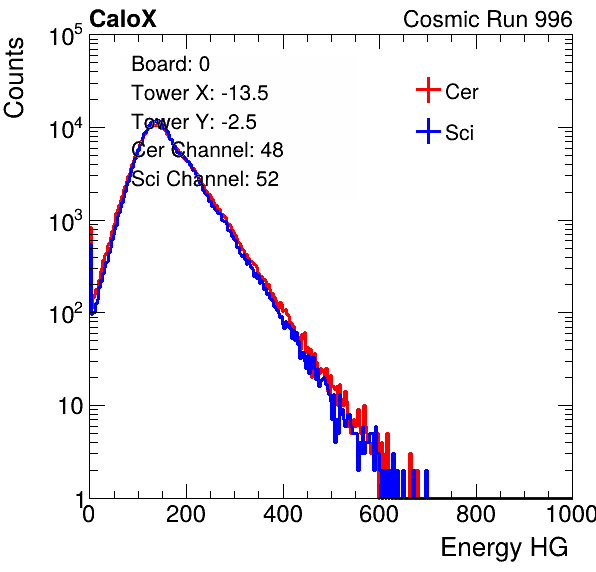 CaloX
Cosmic Run 996
Counts
Board: 0
Tower X: -13.5
Tower Y: -2.5
Cer Channel: 48
Sci Channel: 52
Cer
Sci
10^5
10^4
10^3
10^2
10
1
0 200 400 600 800 1000
Energy HG